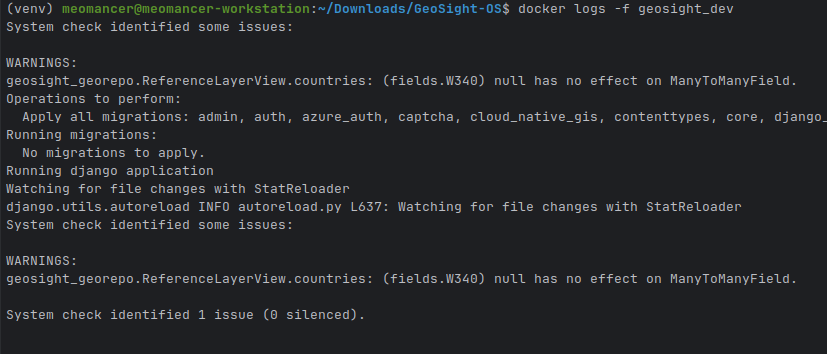 (venv) meomancer@meomancer-workstation:~/Downloads/GeoSight-OS$ docker logs -f geosight_dev
System check identified some issues:
WARNINGS:
geosight_georepo.ReferenceLayerView.countries: (fields.W340) null has no effect on ManyToManyField.
Operations to perform:
  Apply all migrations: admin, auth, azure_auth, captcha, cloud_native_gis, contenttypes, core, django_
Running migrations:
  No migrations to apply.
Running django application
Watching for file changes with StatReloader
django.utils.autoreload INFO autoreload.py L637: Watching for file changes with StatReloader
System check identified some issues:
WARNINGS:
geosight_georepo.ReferenceLayerView.countries: (fields.W340) null has no effect on ManyToManyField.
System check identified 1 issue (0 silenced).